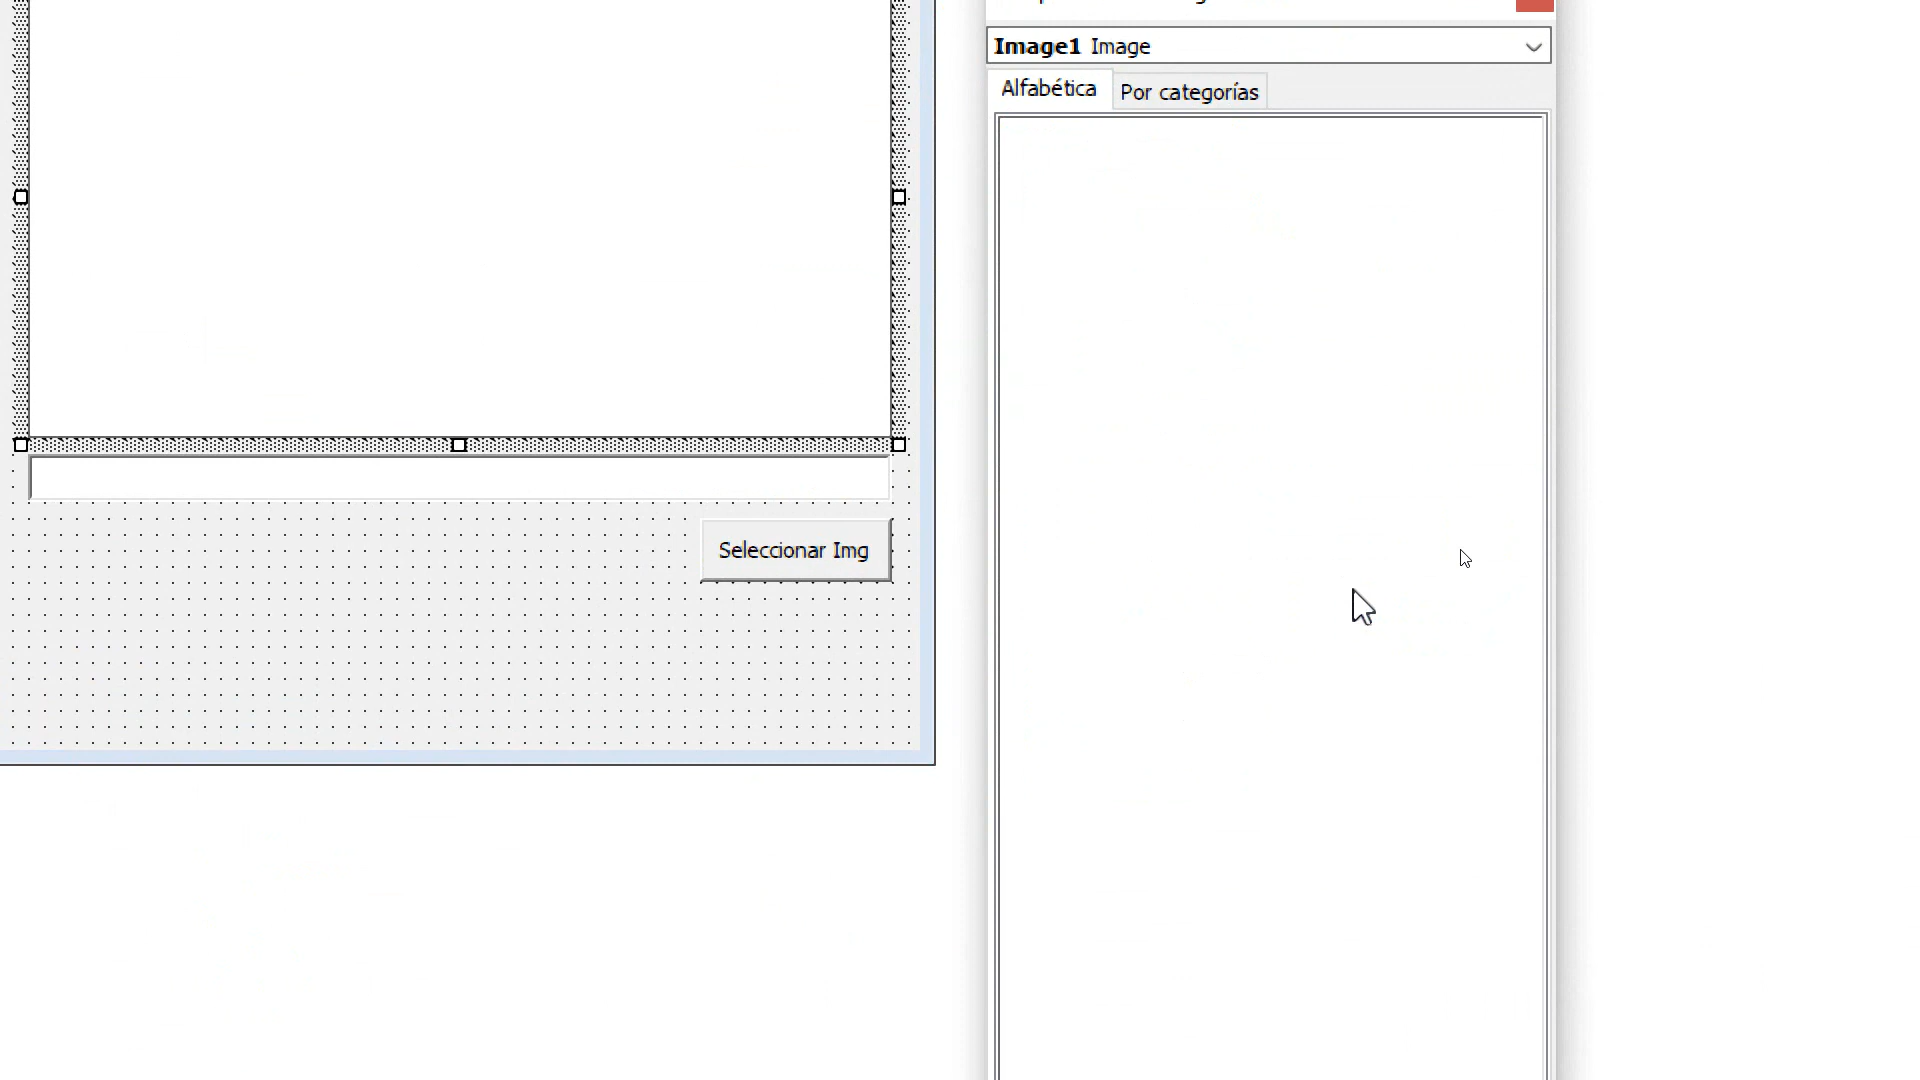 Image1 Image
Alfabética
Por categorías
Seleccionar Img